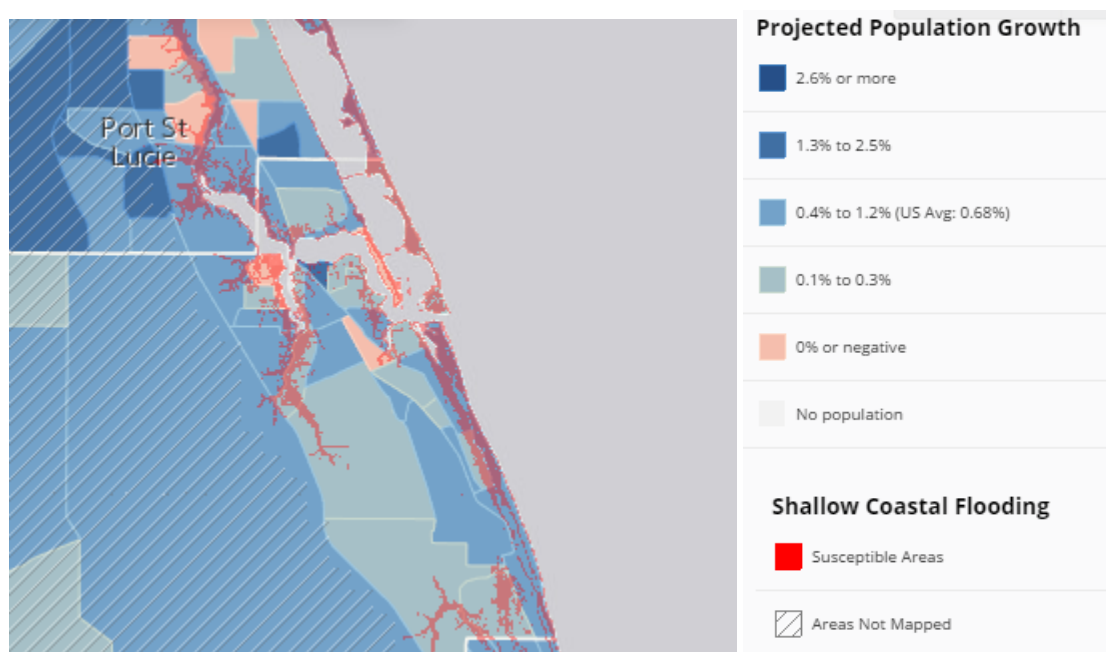 Port St
Lucie
Projected Population Growth
2.6% or more
1.3% to 2.5%
0.4% to 1.2% (US Avg: 0.68%)
0.1% to 0.3%
0% or negative
No population
Shallow Coastal Flooding
Susceptible Areas
Areas Not Mapped